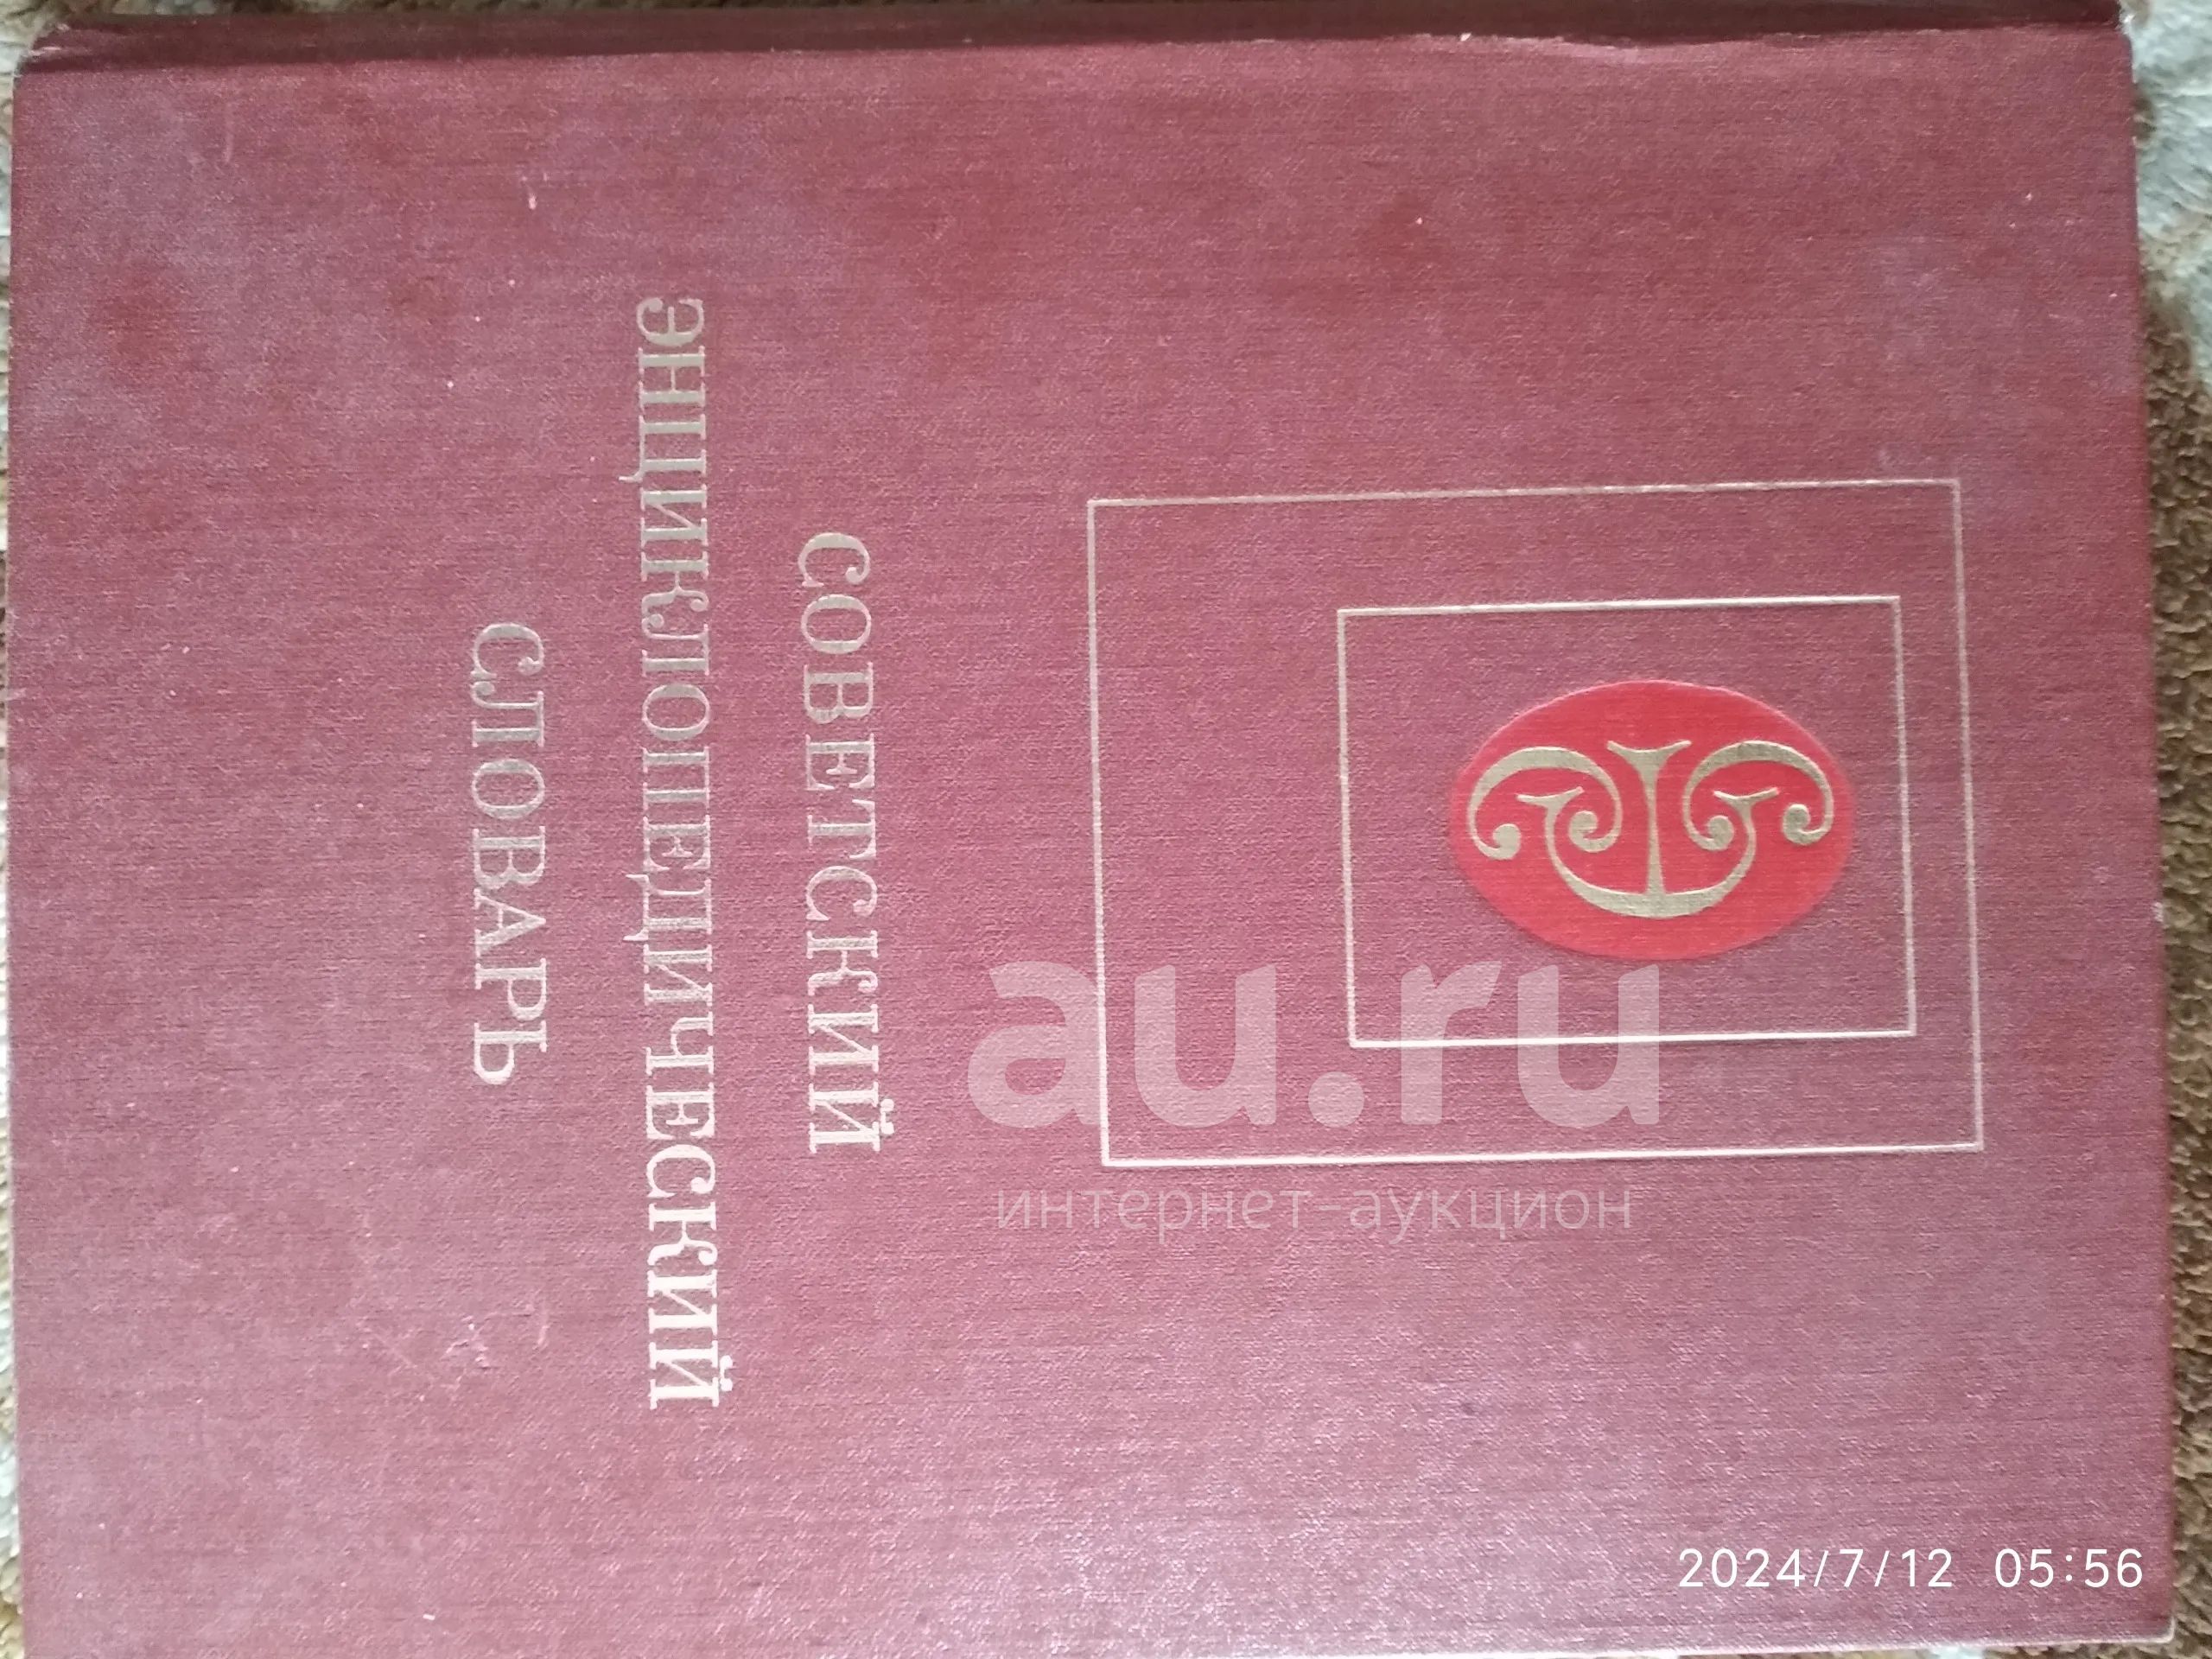 СОВЕТСКИЙ
ЭНЦИКЛОПЕДИЧЕСКИЙ
СЛОВАРЬ
au.ru
интернет-аукцион
2024/7/12 05:56